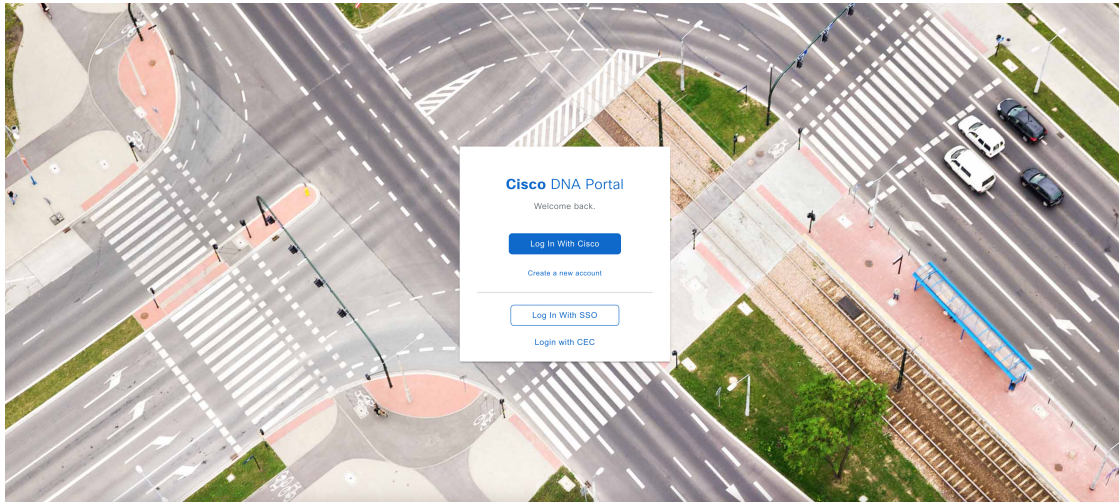 Cisco DNA Portal
Welcome back.
Log In With Cisco
Create a new account
Log In With SSO
Login with CEC